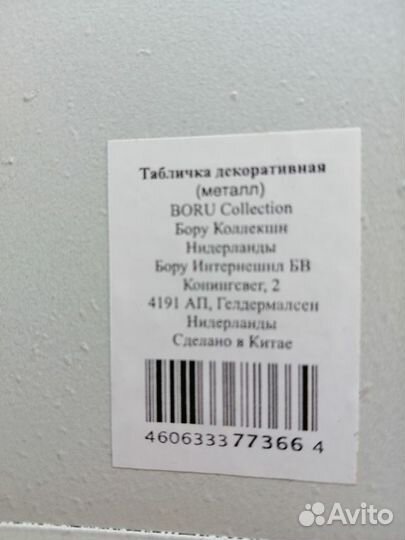 Табличка декоративная
(металл)
BORU Collection
Бору Коллекшн
Нидерланды
Бору Интернешнл БВ
Конингсвег, 2
4191 АП, Гелдермалсен
Нидерланды
Сделано в Китае
4606333773664
Avito